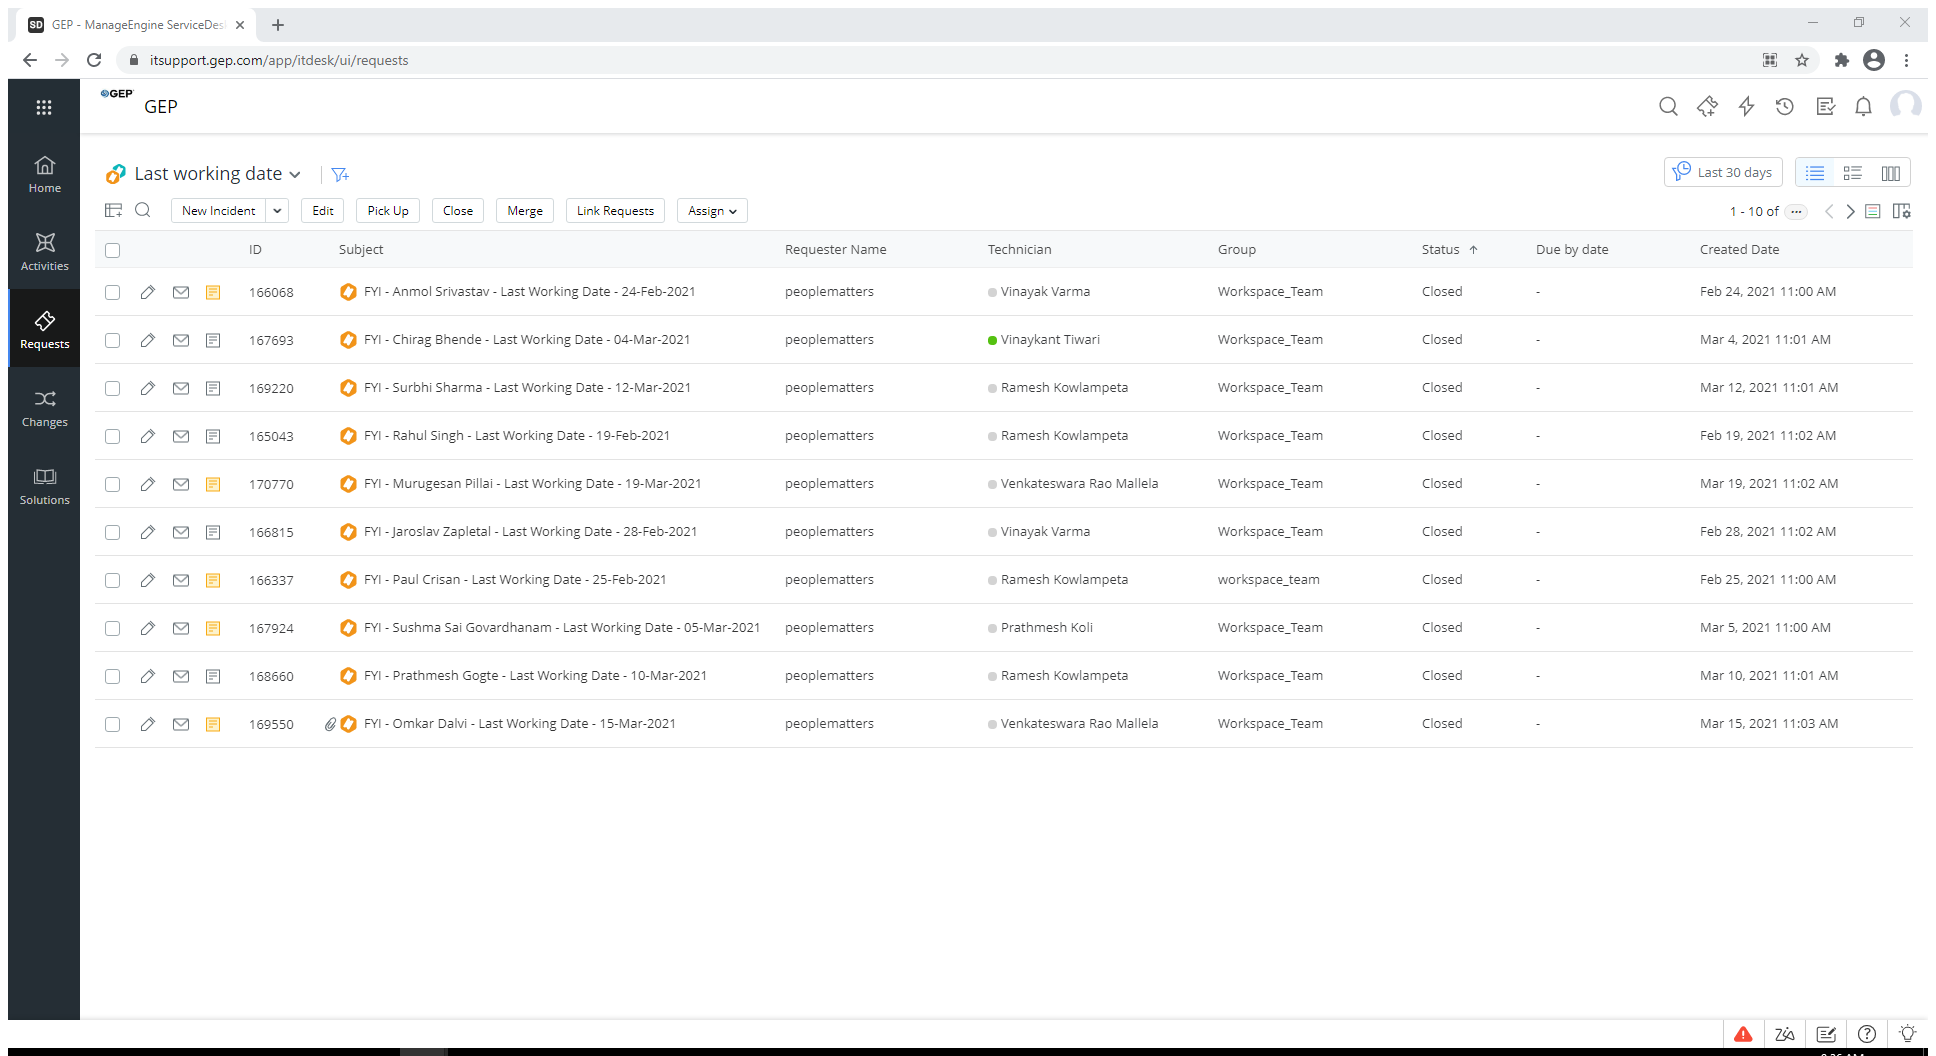 SD GEP - ManageEngine ServiceDes
itsupport.gep.com/app/itdesk/ui/requests
GEP
GEP
Home
Activities
Requests
Changes
Solutions
Last working date
Last 30 days
New Incident Edit Pick Up Close Merge Link Requests Assign
1 - 10 of ...
ID Subject Requester Name Technician Group Status Due by date Created Date
166068 FYI - Anmol Srivastav - Last Working Date - 24-Feb-2021 peoplematters Vinayak Varma Workspace_Team Closed - Feb 24, 2021 11:00 AM
167693 FYI - Chirag Bhende - Last Working Date - 04-Mar-2021 peoplematters Vinaykant Tiwari Workspace_Team Closed - Mar 4, 2021 11:01 AM
169220 FYI - Surbhi Sharma - Last Working Date - 12-Mar-2021 peoplematters Ramesh Kowlampeta Workspace_Team Closed - Mar 12, 2021 11:01 AM
165043 FYI - Rahul Singh - Last Working Date - 19-Feb-2021 peoplematters Ramesh Kowlampeta Workspace_Team Closed - Feb 19, 2021 11:02 AM
170770 FYI - Murugesan Pillai - Last Working Date - 19-Mar-2021 peoplematters Venkateswara Rao Mallela Workspace_Team Closed - Mar 19, 2021 11:02 AM
166815 FYI - Jaroslav Zapletal - Last Working Date - 28-Feb-2021 peoplematters Vinayak Varma Workspace_Team Closed - Feb 28, 2021 11:02 AM
166337 FYI - Paul Crisan - Last Working Date - 25-Feb-2021 peoplematters Ramesh Kowlampeta workspace_team Closed - Feb 25, 2021 11:00 AM
167924 FYI - Sushma Sai Govardhanam - Last Working Date - 05-Mar-2021 peoplematters Prathmesh Koli Workspace_Team Closed - Mar 5, 2021 11:00 AM
168660 FYI - Prathmesh Gogte - Last Working Date - 10-Mar-2021 peoplematters Ramesh Kowlampeta Workspace_Team Closed - Mar 10, 2021 11:01 AM
169550 FYI - Omkar Dalvi - Last Working Date - 15-Mar-2021 peoplematters Venkateswara Rao Mallela Workspace_Team Closed - Mar 15, 2021 11:03 AM